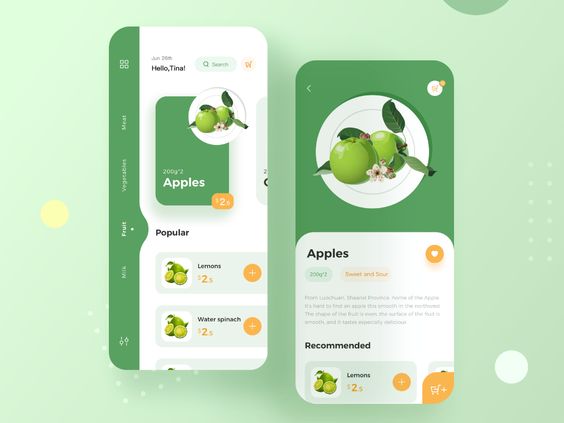 Jun 26th
Hello,Tina!
Search
Meat
Vegetables
Fruit
Milk
200g*2
Apples
$2.5
Popular
Lemons
$2.5
Water spinach
$2.5
Apples
200g*2
Sweet and Sour
From Luochuan, Shaanxi Province, home of the Apple.
It's hard to find an apple this smooth in the northwest.
The shape of the fruit is even, the surface of the fruit is
smooth, and it tastes especially delicious.
Recommended
Lemons
$2.5